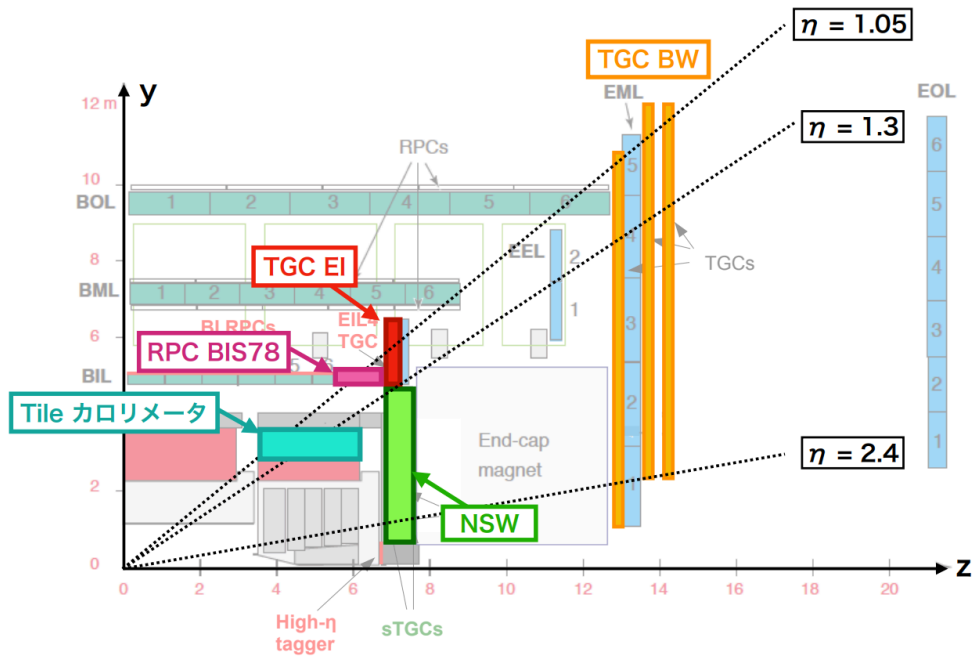 η = 1.05
TGC BW
y
EML
EOL
12 m
η = 1.3
RPCs
5
6
10
BOL
1 2 3 4 5 6
5
4
TGC EI
EEL
2
TGCs
8
BML
1 2 3 4 5 6
4
1
EIL4
TGC
BI RPCs
3
3
6
RPC BIS78
5 6
BIL
2
Tile カロリメータ
2
1
End-cap
magnet
η = 2.4
2
1
NSW
0
z
0 2 4 6 8 10 12 14 16 18 20
High-η
tagger
sTGCs